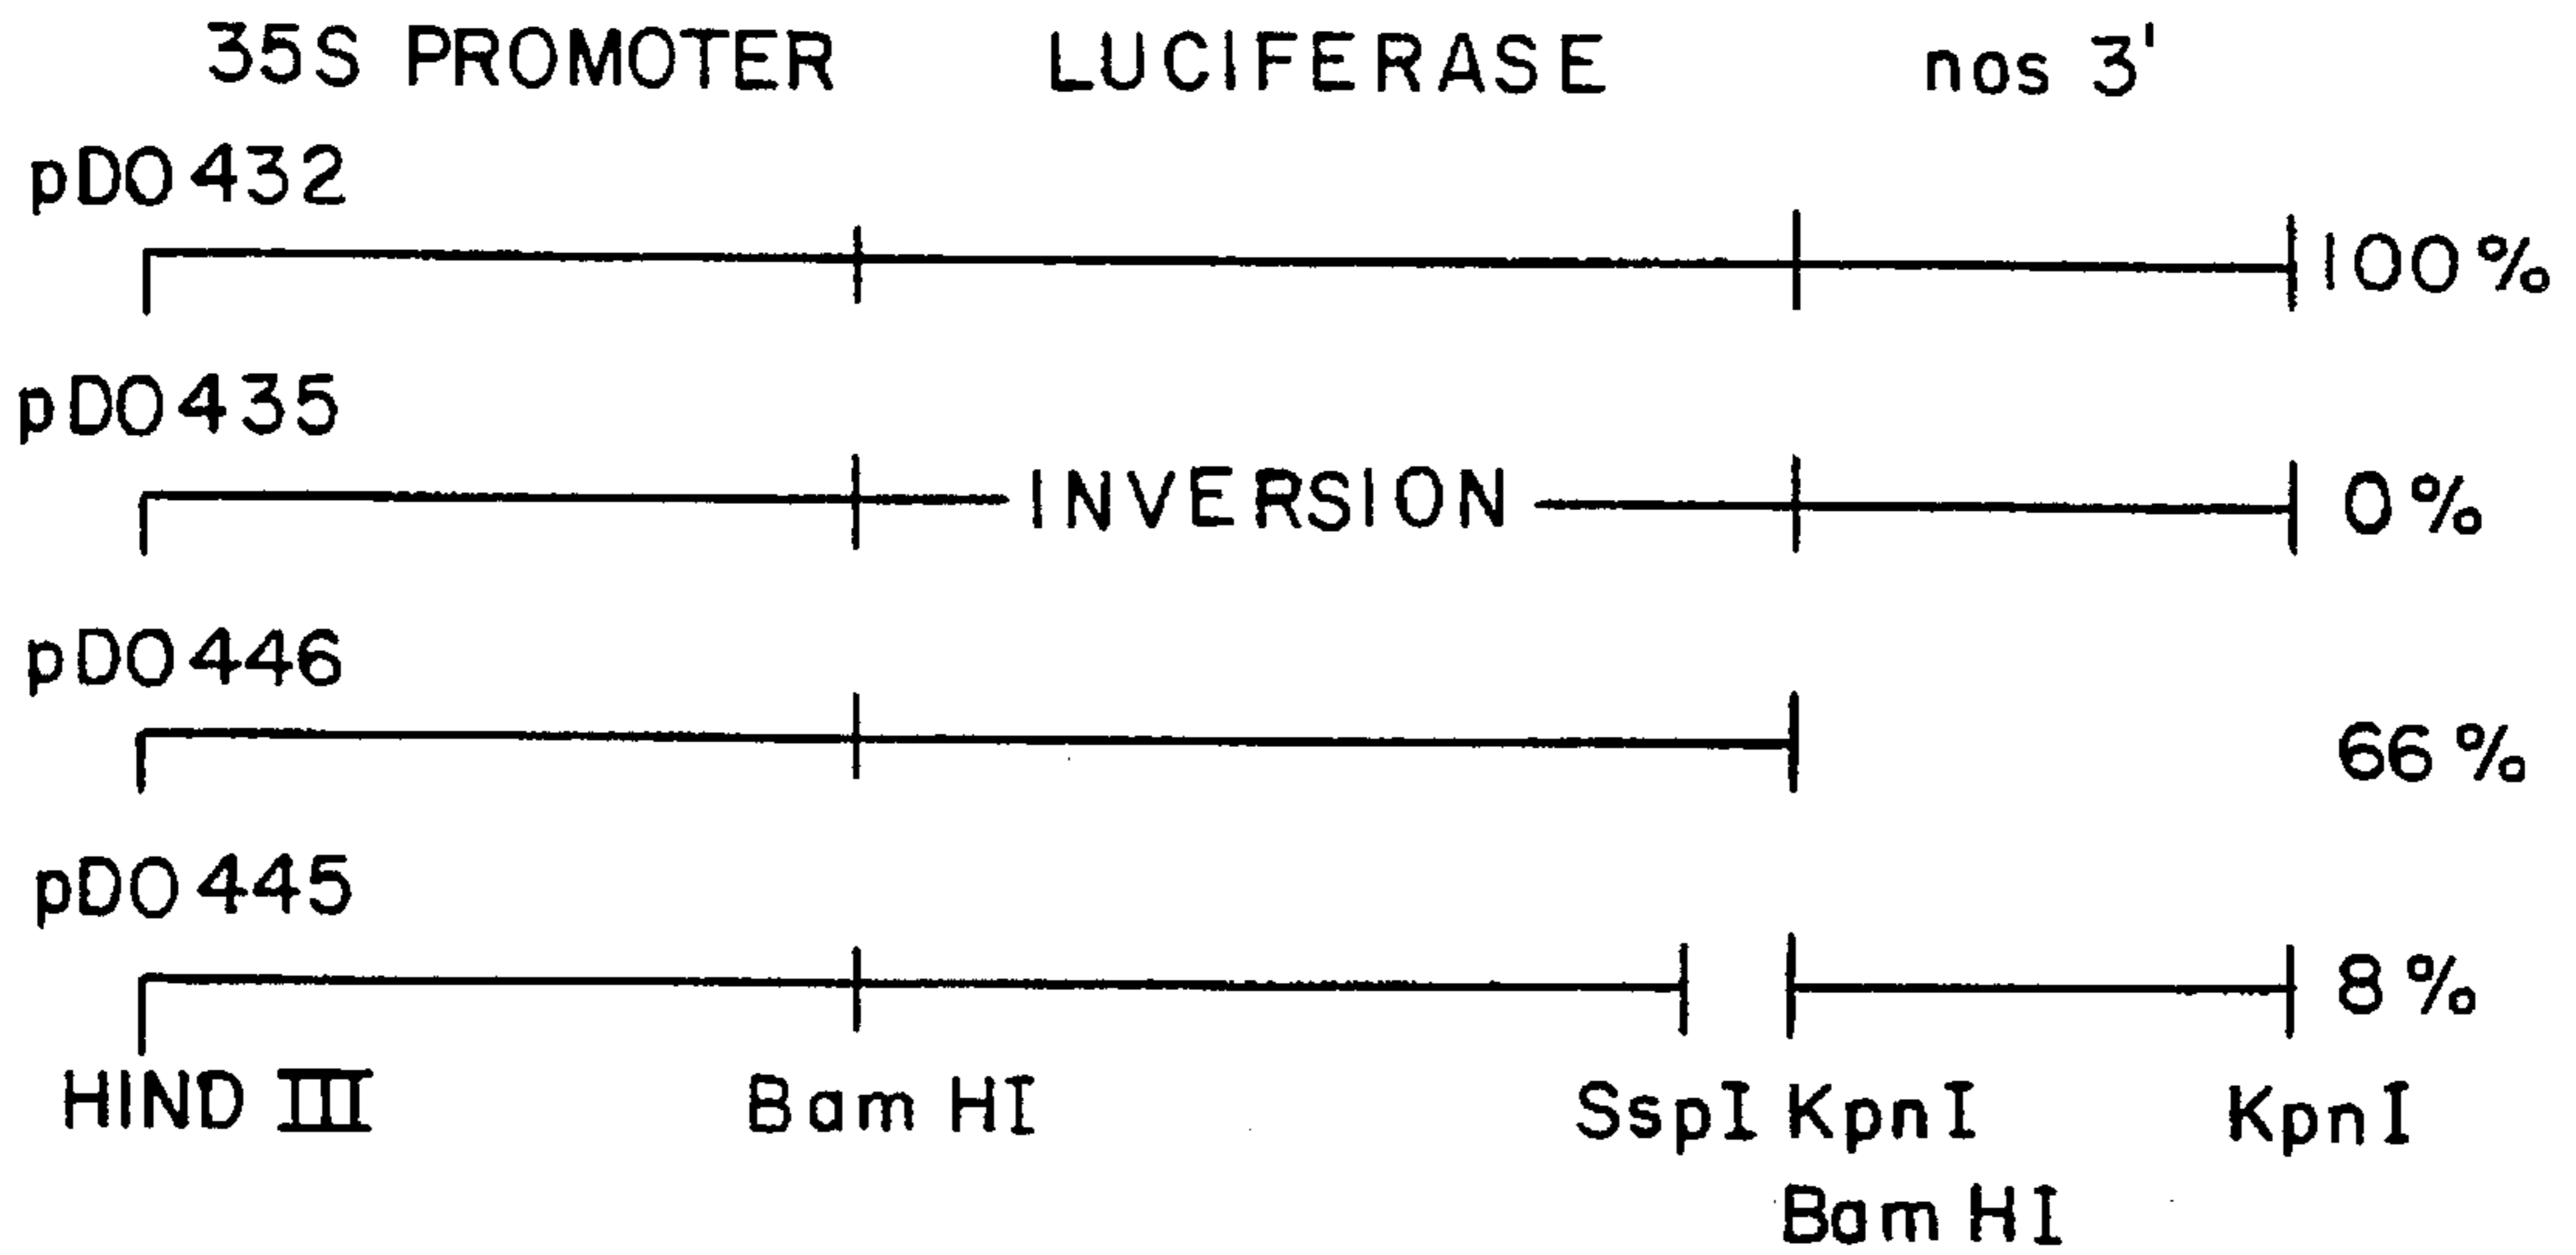 35S PROMOTER LUCIFERASE nos 3'
pDO432
100%
pDO435
INVERSION 0%
pDO446
66%
pDO445
8%
HIND III Bam HI SspI KpnI KpnI
Bam HI